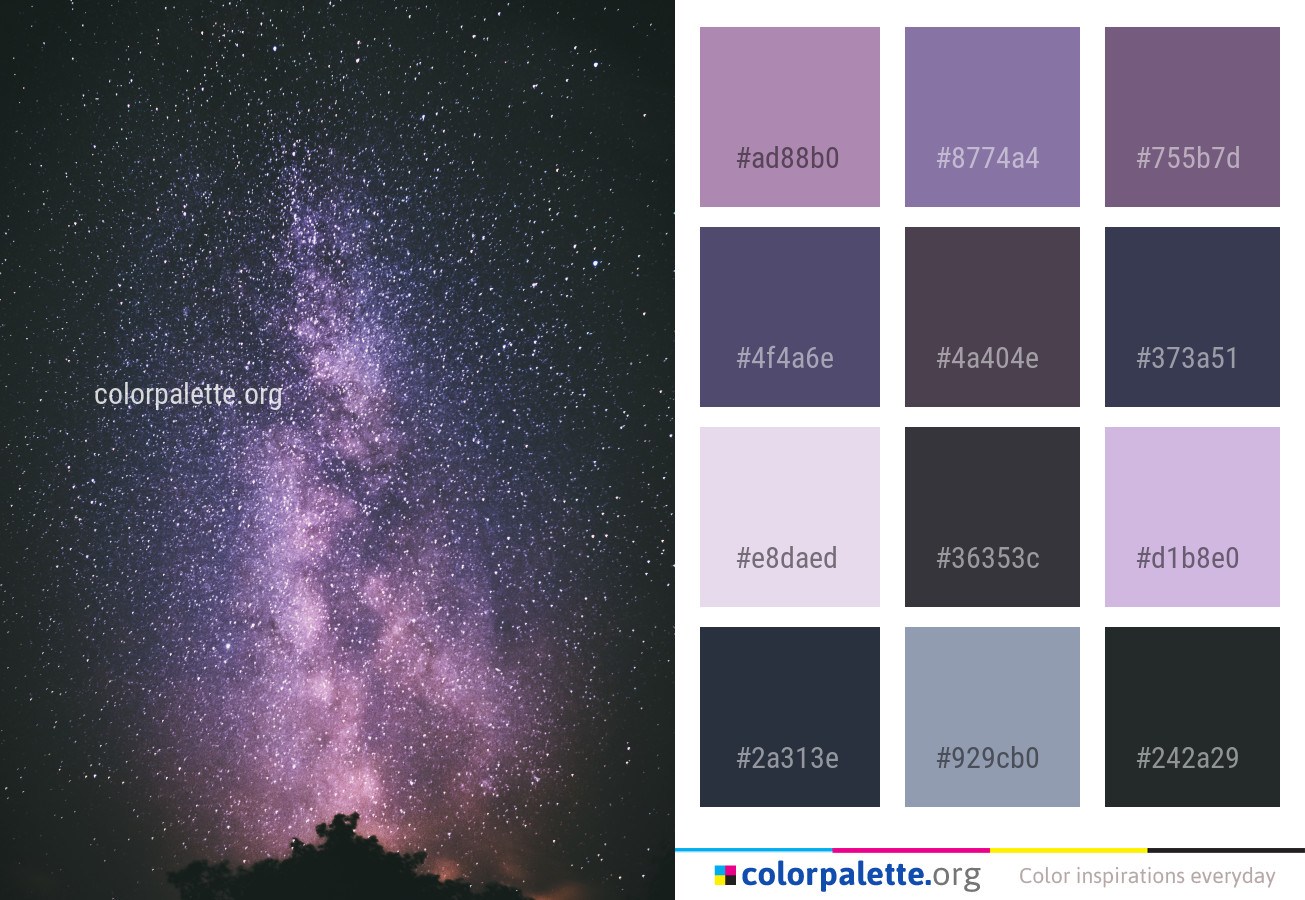 colorpalette.org
#ad88b0 #8774a4 #755b7d
#4f4a6e #4a404e #373a51
#e8daed #36353c #d1b8e0
#2a313e #929cb0 #242a29
colorpalette.org Color inspirations everyday